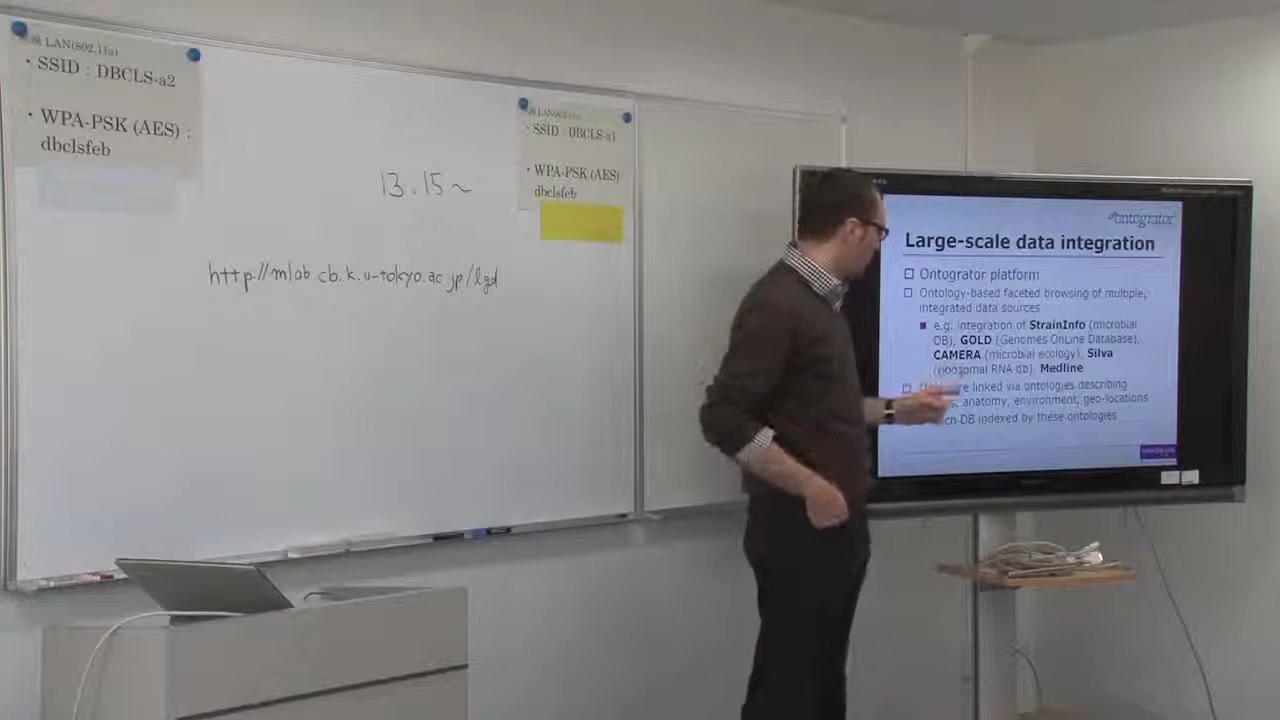 LAN(802.11a)
・SSID : DBCLS-a2
・WPA-PSK (AES) :
dbclsfeb
・SSID : DBCLS-a1
・WPA-PSK (AES)
dbclsfeb
13.15~
http://mlab.cb.k.u-tokyo.ac.jp/lgd
ontogrator
Large-scale data integration
Ontogrator platform
Ontology-based faceted browsing of multiple, integrated data sources
e.g. integration of StrainInfo (microbial
DB), GOLD (Genomes OnLine Database),
CAMERA (microbial ecology), Silva
(ribosomal RNA db), Medline
linked via ontologies describing
anatomy, environment, geo-locations
DB indexed by these ontologies